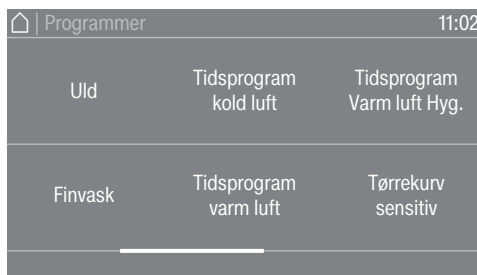 | Programmer 11:02
Uld
Tidsprogram
kold luft
Tidsprogram
Varm luft Hyg.
Finvask
Tidsprogram
varm luft
Tørrekurv
sensitiv